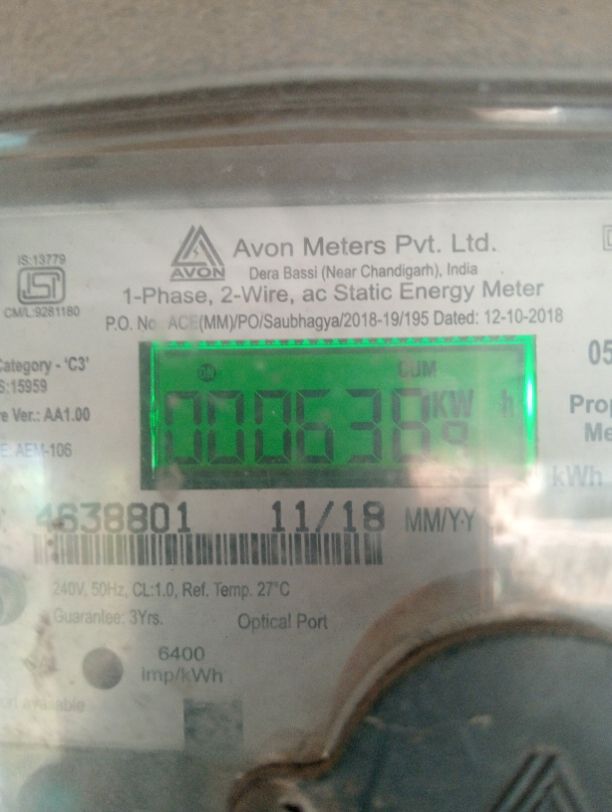 Avon Meters Pvt. Ltd.
AVON
Dera Bassi (Near Chandigarh), India
1-Phase, 2-Wire, ac Static Energy Meter
P.O. No. ACE(MM)/PO/Saubhagya/2018-19/195 Dated: 12-10-2018
IS:13779
ISI
CM/L:9281180
Category - 'C3'
S:15959
re Ver.: AA1.00
E: AEM-106
ON CUM
000638 KW h
05
Prop
Me
kWh
4638801 11/18 MM/Y-Y
240V, 50Hz, CL:1.0, Ref. Temp. 27°C
Guarantee: 3Yrs. Optical Port
6400
imp/kWh
available